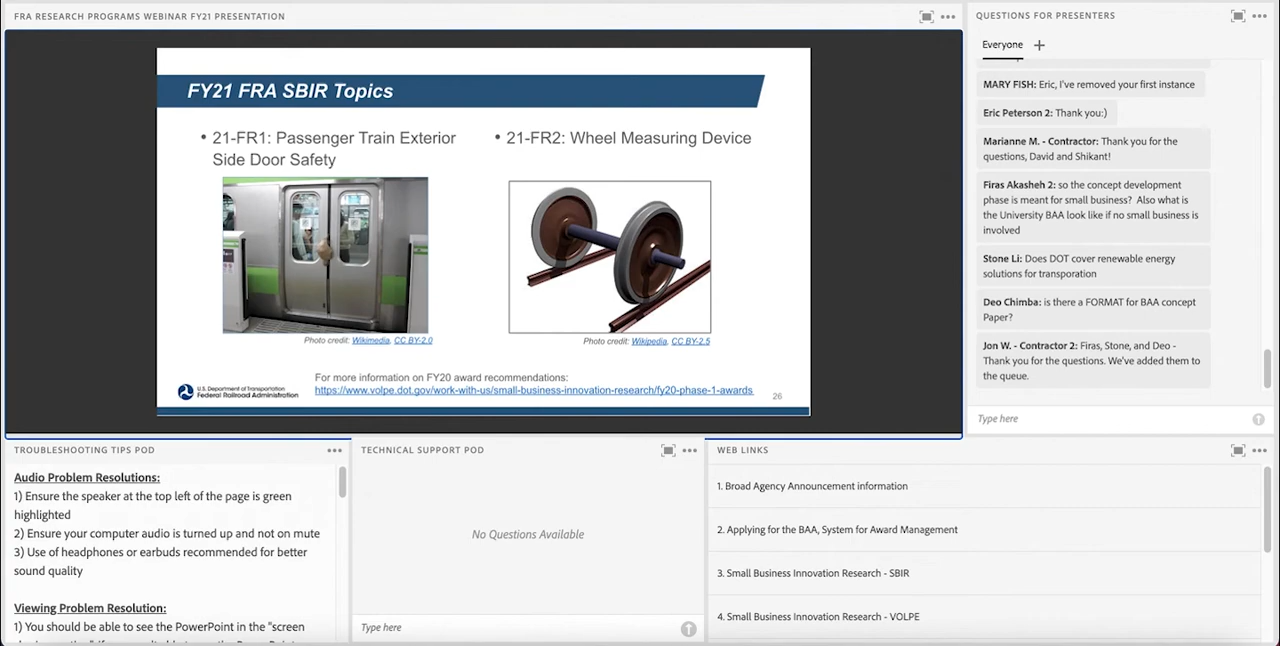 FRA RESEARCH PROGRAMS WEBINAR FY21 PRESENTATION
FY21 FRA SBIR Topics
• 21-FR1: Passenger Train Exterior
Side Door Safety
Photo credit: Wikimedia, CC BY-2.0
• 21-FR2: Wheel Measuring Device
Photo credit: Wikipedia, CC BY-2.5
U.S. Department of Transportation
Federal Railroad Administration
For more information on FY20 award recommendations:
https://www.volpe.dot.gov/work-with-us/small-business-innovation-research/fy20-phase-1-awards
26
QUESTIONS FOR PRESENTERS
Everyone +
MARY FISH: Eric, I've removed your first instance
Eric Peterson 2: Thank you:)
Marianne M. - Contractor: Thank you for the
questions, David and Shikant!
Firas Akasheh 2: so the concept development
phase is meant for small business? Also what is
the University BAA look like if no small business is
involved
Stone Li: Does DOT cover renewable energy
solutions for transporation
Deo Chimba: is there a FORMAT for BAA concept
Paper?
Jon W. - Contractor 2: Firas, Stone, and Deo -
Thank you for the questions. We've added them to
the queue.
Type here
TROUBLESHOOTING TIPS POD
Audio Problem Resolutions:
1) Ensure the speaker at the top left of the page is green
highlighted
2) Ensure your computer audio is turned up and not on mute
3) Use of headphones or earbuds recommended for better
sound quality
Viewing Problem Resolution:
1) You should be able to see the PowerPoint in the "screen
TECHNICAL SUPPORT POD
No Questions Available
Type here
WEB LINKS
1. Broad Agency Announcement information
2. Applying for the BAA, System for Award Management
3. Small Business Innovation Research - SBIR
4. Small Business Innovation Research - VOLPE